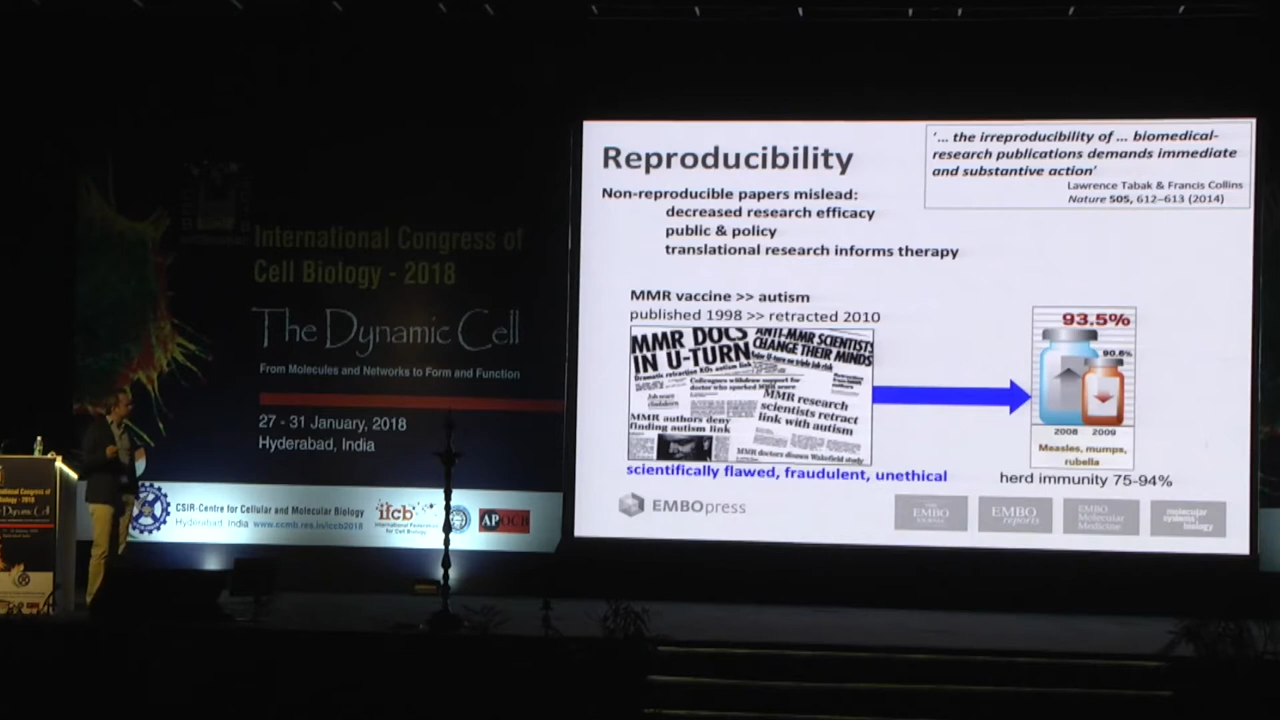 International Congress of
Cell Biology - 2018
The Dynamic Cell
From Molecules and Networks to Form and Function
27 - 31 January, 2018
Hyderabad, India
CSIR-Centre for Cellular and Molecular Biology
Hyderabad, India www.ccmb.res.in/iccb2018
ifcb
International Federation
for Cell Biology
APOCB
Reproducibility
'... the irreproducibility of ... biomedical-
research publications demands immediate
and substantive action'
Lawrence Tabak & Francis Collins
Nature 505, 612–613 (2014)
Non-reproducible papers mislead:
decreased research efficacy
public & policy
translational research informs therapy
MMR vaccine >> autism
published 1998 >> retracted 2010
MMR DOCS
IN U-TURN
Dramatic retraction KOs autism link
ANTI-MMR SCIENTISTS
CHANGE THEIR MINDS
Colleagues withdraw support for
doctor who sparked MMR scare
MMR research
scientists retract
link with autism
MMR authors deny
finding autism link
MMR doctors disown Wakefield study
scientifically flawed, fraudulent, unethical
93.5%
90.6%
2008 2009
Measles, mumps,
rubella
herd immunity 75-94%
EMBOpress
THE
EMBO
JOURNAL
EMBO
reports
EMBO
Molecular
Medicine
molecular
systems
biology